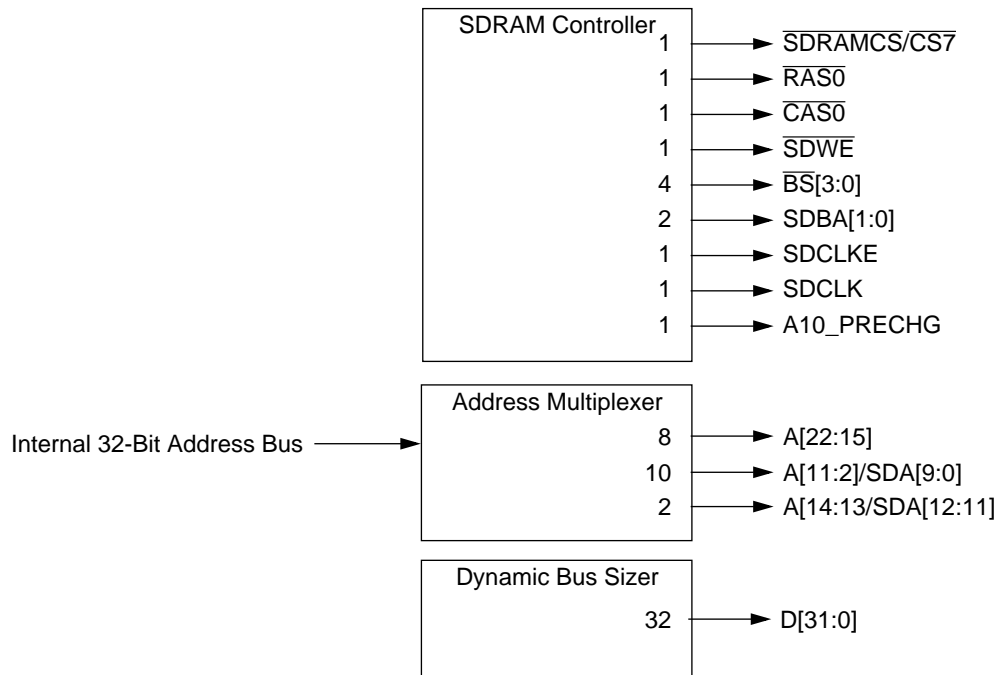 SDRAM Controller
1 SDRAMCS/CS7
1 RAS0
1 CAS0
1 SDWE
4 BS[3:0]
2 SDBA[1:0]
1 SDCLKE
1 SDCLK
1 A10_PRECHG
Address Multiplexer
Internal 32-Bit Address Bus
8 A[22:15]
10 A[11:2]/SDA[9:0]
2 A[14:13/SDA[12:11]
Dynamic Bus Sizer
32 D[31:0]